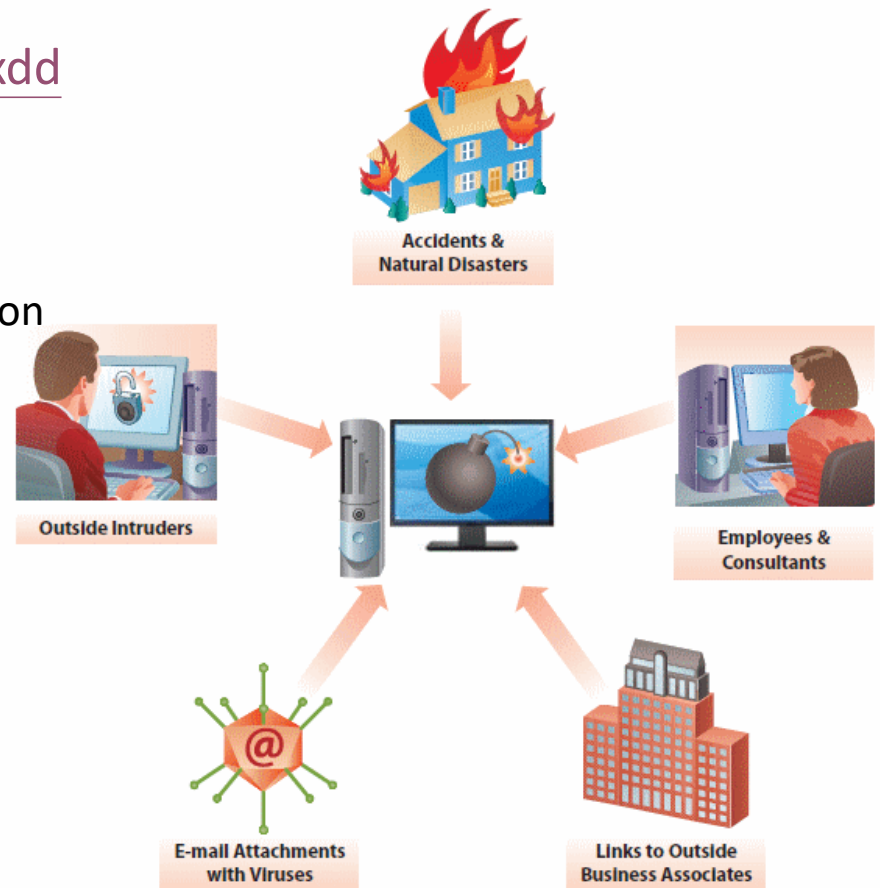 xdd
Accidents &
Natural Disasters
on
Outside Intruders
Employees &
Consultants
@
E-mail Attachments
with Viruses
Links to Outside
Business Associates